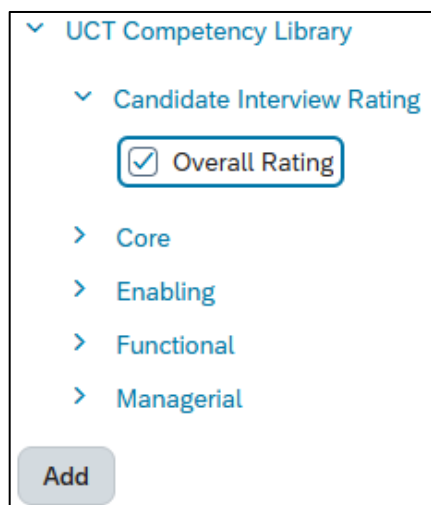 UCT Competency Library
Candidate Interview Rating
Overall Rating
Core
Enabling
Functional
Managerial
Add